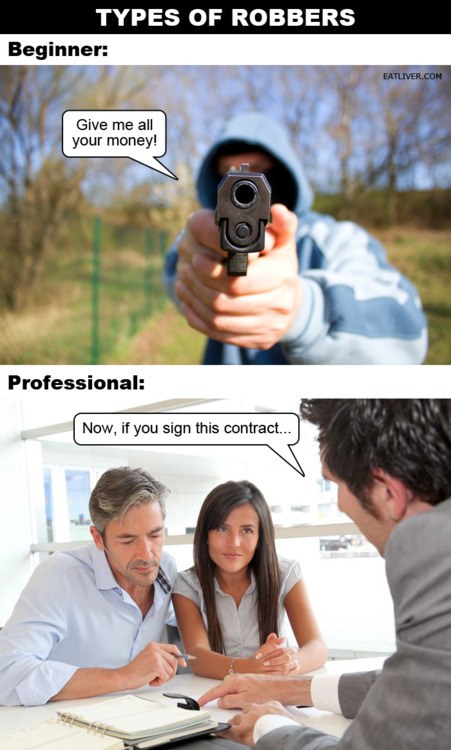 TYPES OF ROBBERS
Beginner:
EATLIVER.COM
Give me all
your money!
Professional:
Now, if you sign this contract...